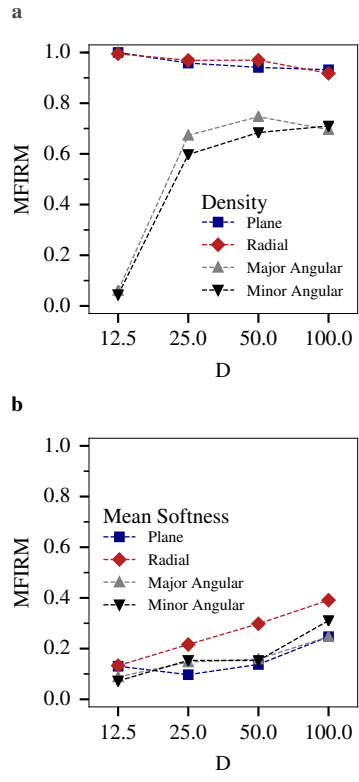 a
1.0
0.8
0.6
0.4
0.2
0.0
MFIRM
Density
Plane
Radial
Major Angular
Minor Angular
12.5 25.0 50.0 100.0
D
b
1.0
0.8
0.6
0.4
0.2
0.0
MFIRM
Mean Softness
Plane
Radial
Major Angular
Minor Angular
12.5 25.0 50.0 100.0
D